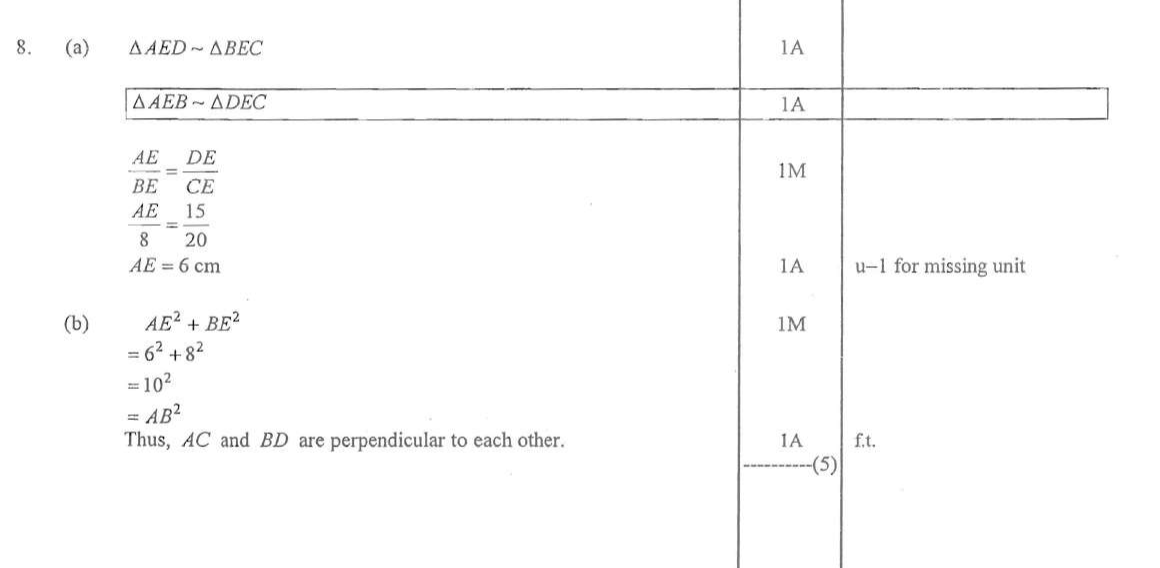 8. (a) ΔAED ~ ΔBEC 1A
ΔAEB ~ ΔDEC 1A
AE/BE = DE/CE 1M
AE/8 = 15/20
AE = 6 cm 1A u–1 for missing unit
(b) AE² + BE² 1M
= 6² + 8²
= 10²
= AB²
Thus, AC and BD are perpendicular to each other. 1A f.t.
----------(5)